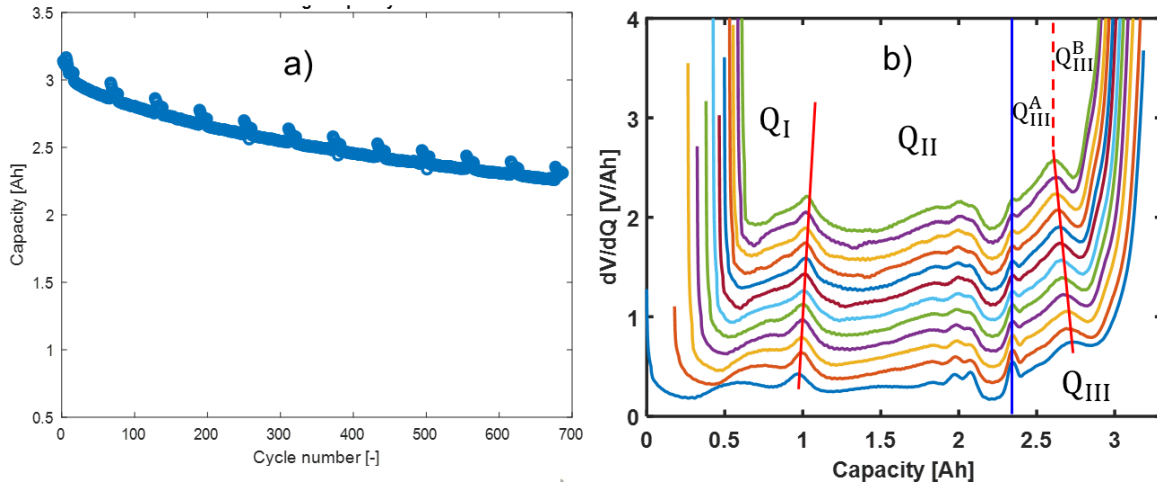 a)
3.5
3
2.5
2
1.5
1
0.5
Capacity [Ah]
0 100 200 300 400 500 600 700
Cycle number [-]
b)
4
3
2
1
0
dV/dQ [V/Ah]
Q_I
Q_II
Q_III^A
Q_III^B
Q_III
0 0.5 1 1.5 2 2.5 3
Capacity [Ah]